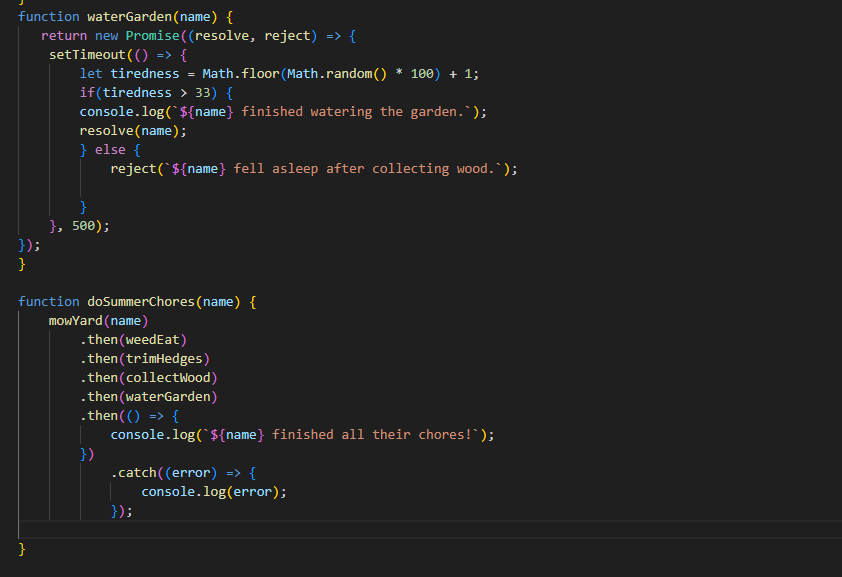 }
function waterGarden(name) {
return new Promise((resolve, reject) => {
setTimeout(() => {
let tiredness = Math.floor(Math.random() * 100) + 1;
if(tiredness > 33) {
console.log(`${name} finished watering the garden.`);
resolve(name);
} else {
reject(`${name} fell asleep after collecting wood.`);
}
}, 500);
});
}
function doSummerChores(name) {
mowYard(name)
.then(weedEat)
.then(trimHedges)
.then(collectWood)
.then(waterGarden)
.then(() => {
console.log(`${name} finished all their chores!`);
})
.catch((error) => {
console.log(error);
});
}